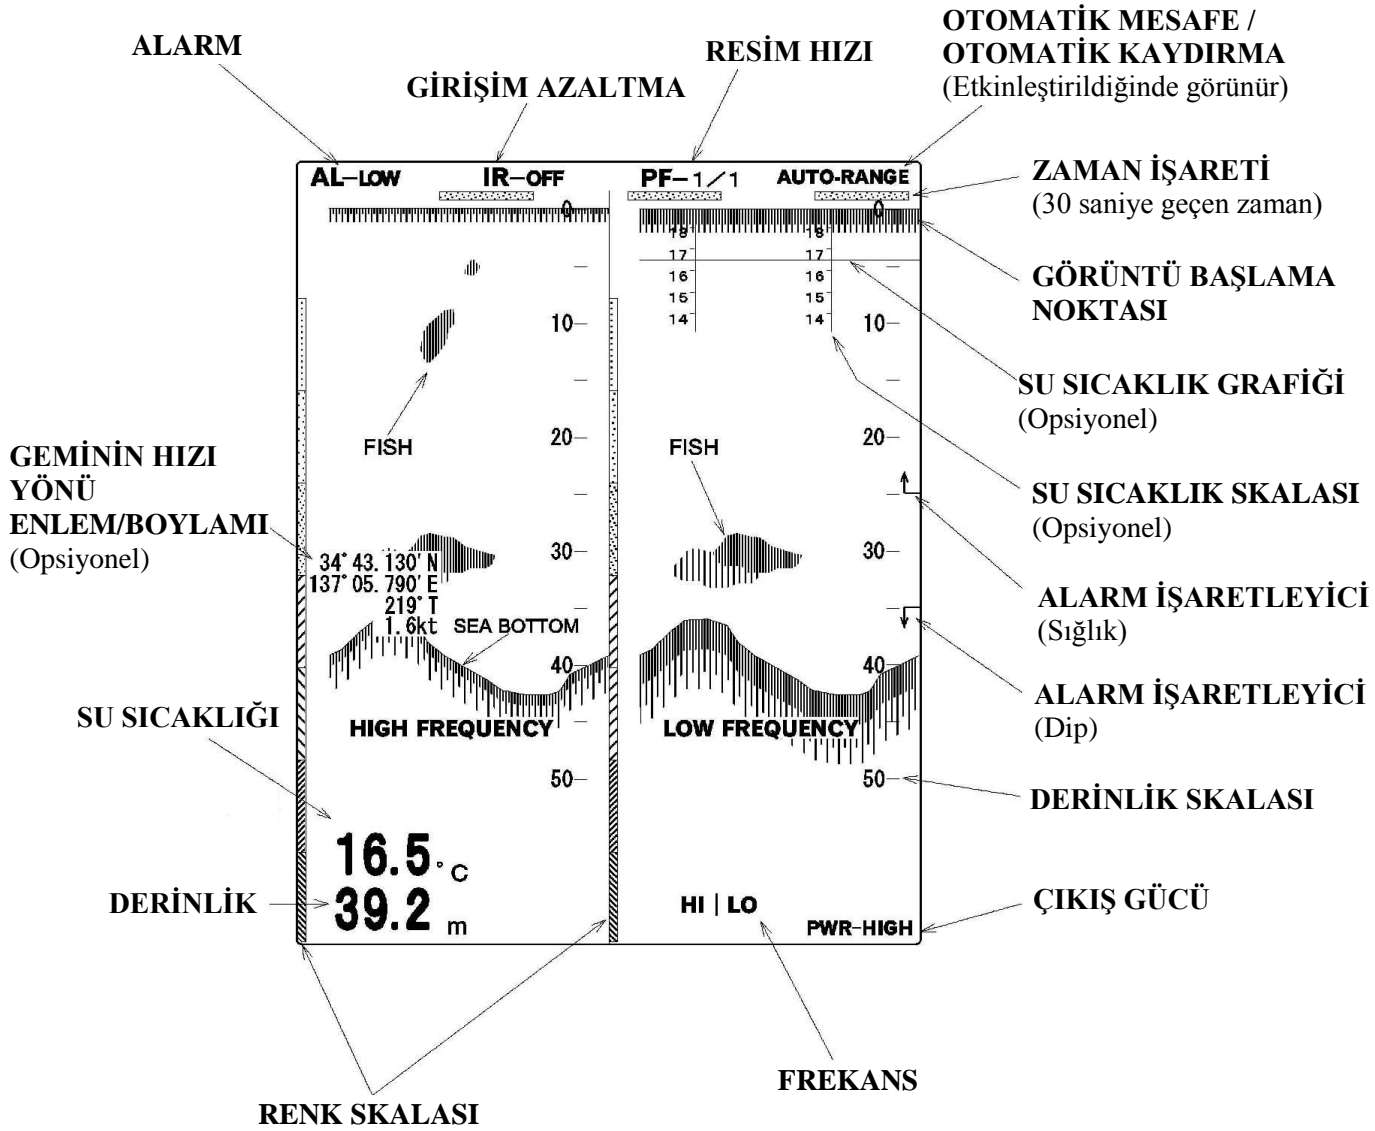 OTOMATİK MESAFE /
OTOMATİK KAYDIRMA
(Etkinleştirildiğinde görünür)
ALARM
RESİM HIZI
GİRİŞİM AZALTMA
AL-LOW
IR-OFF
PF-1/1
AUTO-RANGE
ZAMAN İŞARETİ
(30 saniye geçen zaman)
0
0
18
18
17
17
16
16
15
15
14
14
GÖRÜNTÜ BAŞLAMA
NOKTASI
10
10
SU SICAKLIK GRAFİĞİ
(Opsiyonel)
20
20
FISH
FISH
GEMİNİN HIZI
YÖNÜ
ENLEM/BOYLAMI
(Opsiyonel)
SU SICAKLIK SKALASI
(Opsiyonel)
30
30
34° 43. 130' N
137° 05. 790' E
219° T
1. 6kt
SEA BOTTOM
ALARM İŞARETLEYİCİ
(Sığlık)
40
40
ALARM İŞARETLEYİCİ
(Dip)
SU SICAKLIĞI
HIGH FREQUENCY
LOW FREQUENCY
50
50
DERİNLİK SKALASI
16.5°C
DERİNLİK
39.2 m
HI | LO
PWR-HIGH
ÇIKIŞ GÜCÜ
FREKANS
RENK SKALASI